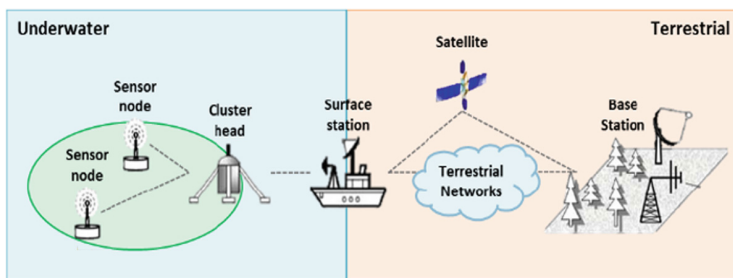 Underwater
Terrestrial
Satellite
Sensor
node
Cluster
head
Surface
station
Base
Station
Sensor
node
Terrestrial
Networks